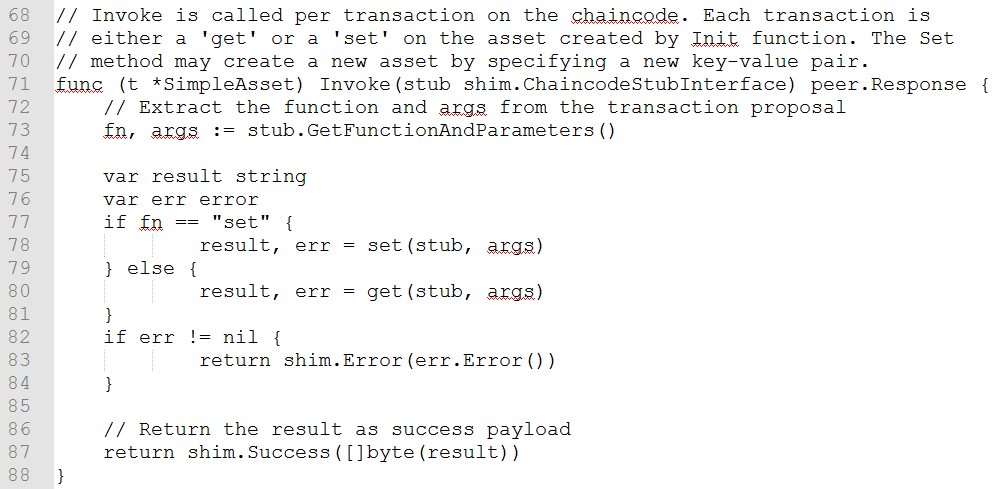 68 // Invoke is called per transaction on the chaincode. Each transaction is
69 // either a 'get' or a 'set' on the asset created by Init function. The Set
70 // method may create a new asset by specifying a new key-value pair.
71 func (t *SimpleAsset) Invoke(stub shim.ChaincodeStubInterface) peer.Response {
72     // Extract the function and args from the transaction proposal
73     fn, args := stub.GetFunctionAndParameters()
74
75     var result string
76     var err error
77     if fn == "set" {
78             result, err = set(stub, args)
79     } else {
80             result, err = get(stub, args)
81     }
82     if err != nil {
83             return shim.Error(err.Error())
84     }
85
86     // Return the result as success payload
87     return shim.Success([]byte(result))
88 }